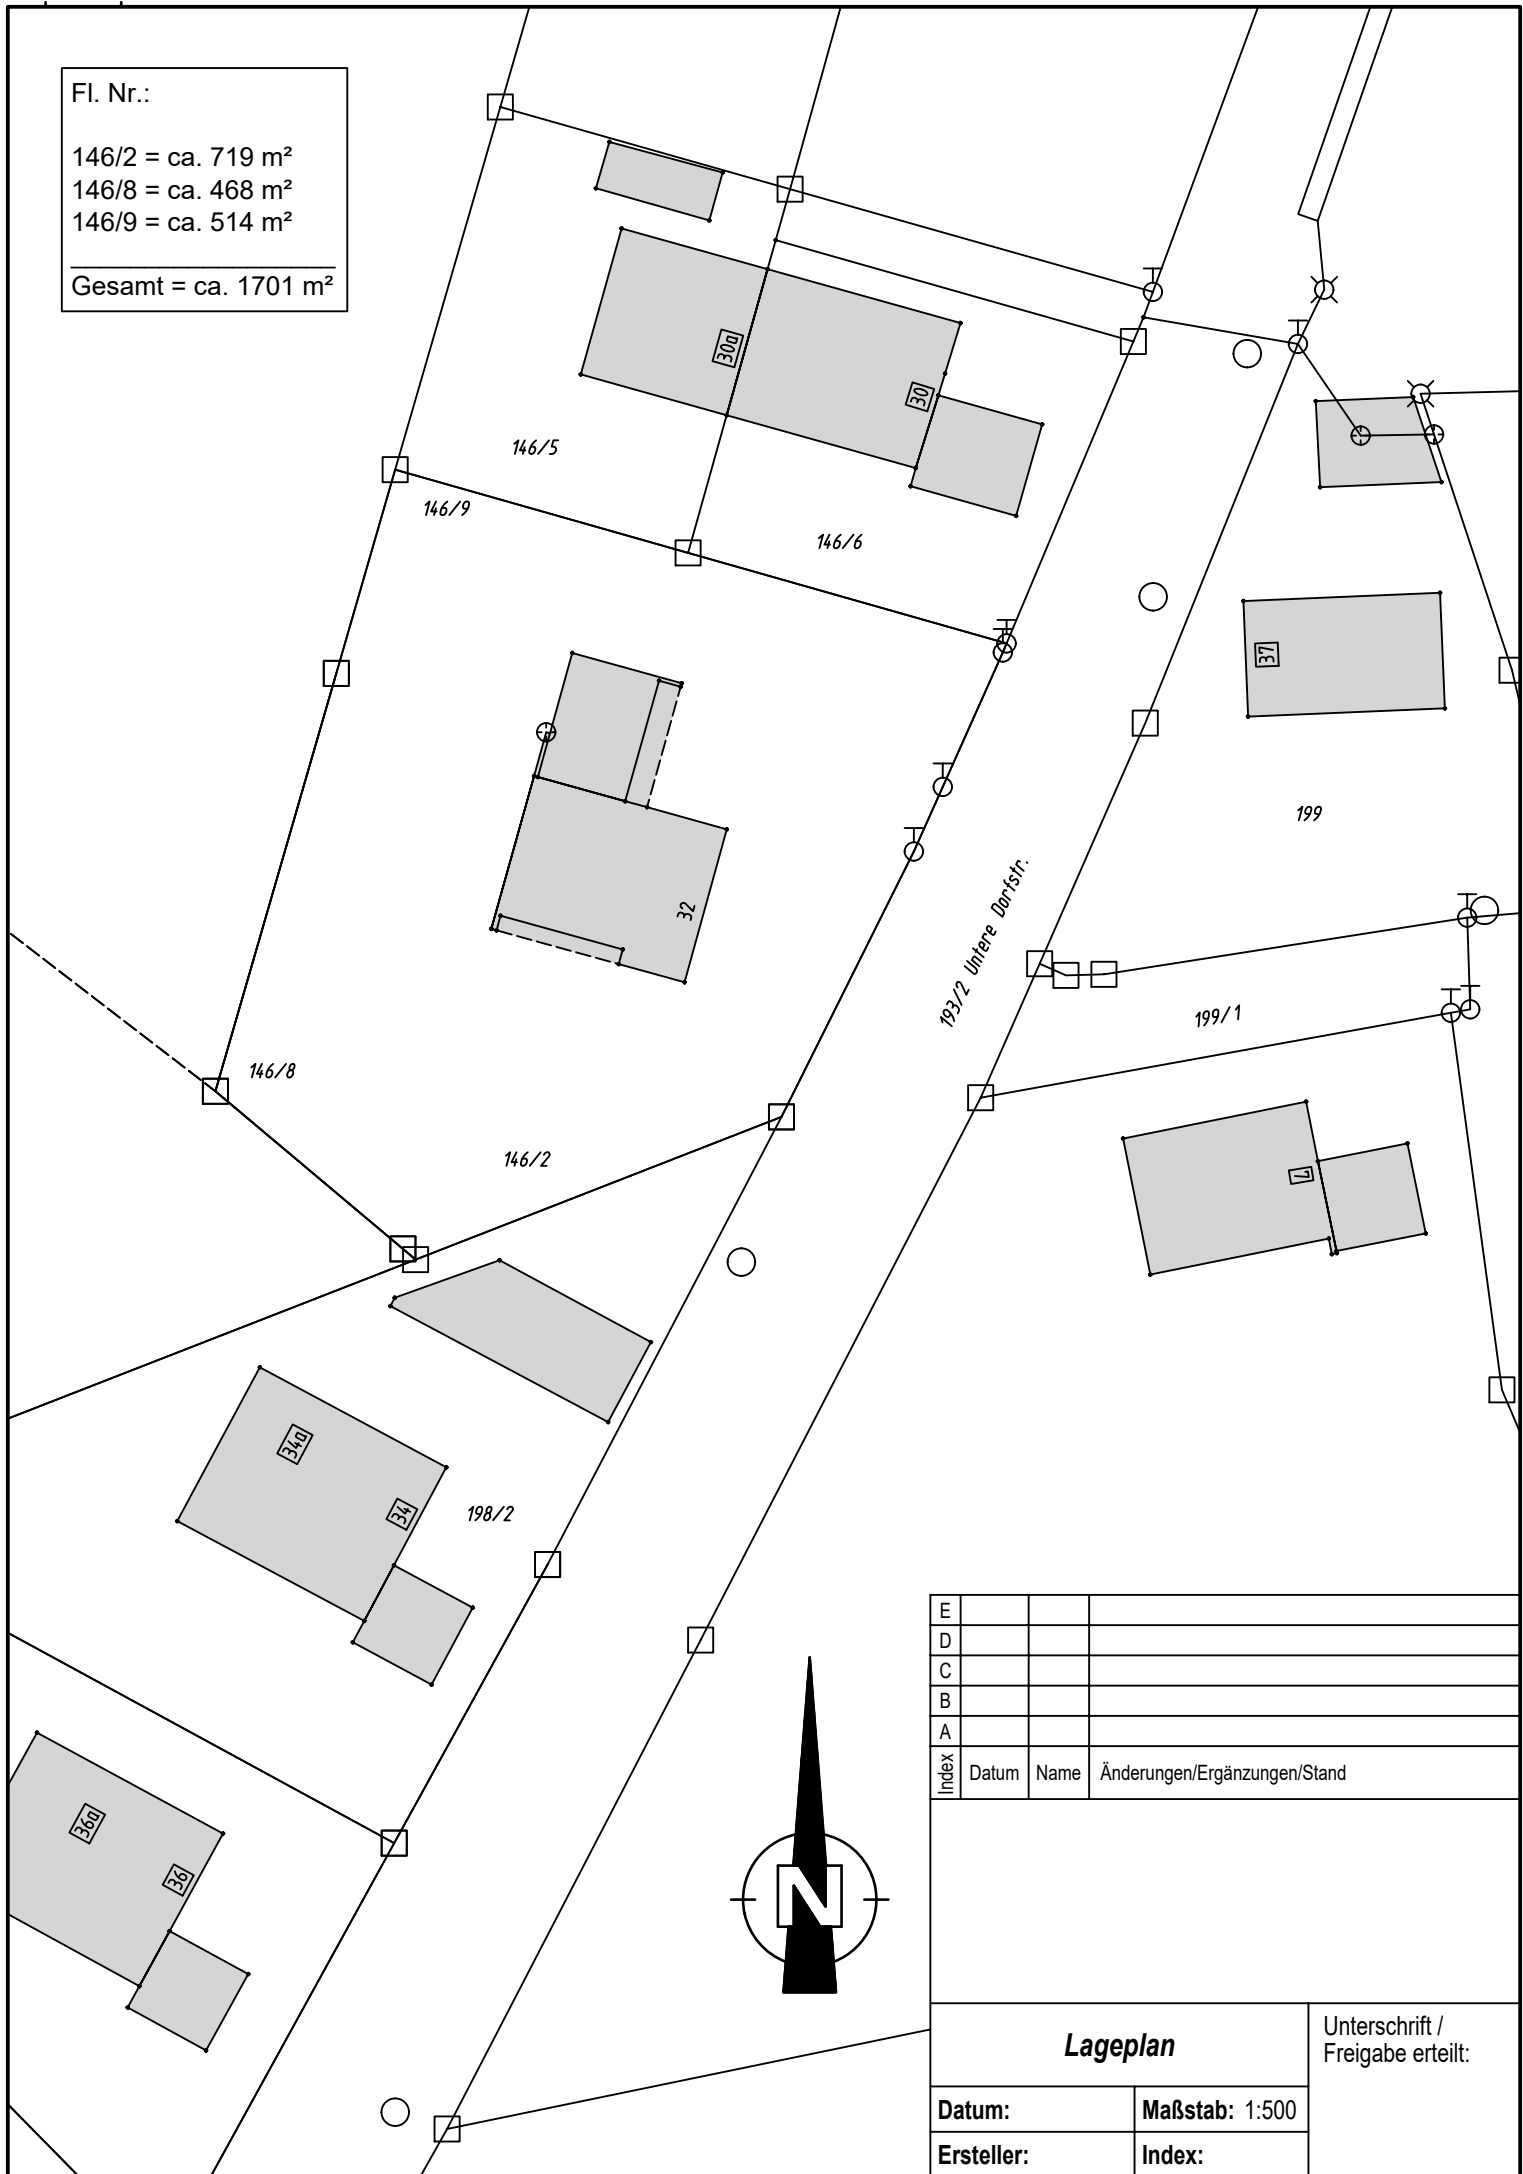 Fl. Nr.:
146/2 = ca. 719 m²
146/8 = ca. 468 m²
146/9 = ca. 514 m²
Gesamt = ca. 1701 m²
30a
30
146/5
146/9
146/6
37
199
32
193/2 Untere Dorfstr.
199/1
146/8
146/2
7
34a
34
198/2
36a
36
N
E
D
C
B
A
Index Datum Name Änderungen/Ergänzungen/Stand
Lageplan
Unterschrift /
Freigabe erteilt:
Datum: Maßstab: 1:500
Ersteller: Index: